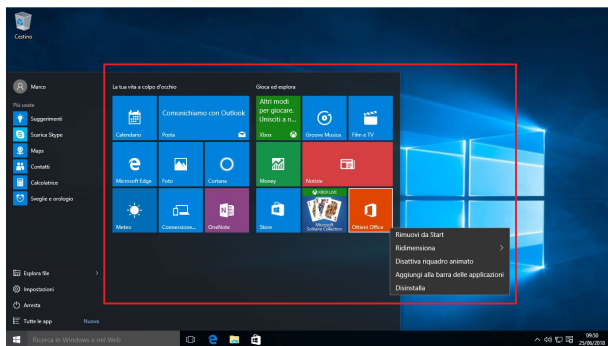 Cestino
Marco
Più usate
Suggerimenti
Scarica Skype
Maps
Contatti
Calcolatrice
Sveglie e orologio
Esplora file
Impostazioni
Arresta
Tutte le app
Nuova
La tua vita a colpo d'occhio
Calendario
Comunichiamo con Outlook
Posta
Microsoft Edge
Foto
Cortana
Meteo
Connessione...
OneNote
Gioca ed esplora
Altri modi
per giocare.
Unisciti a n...
Xbox
Groove Musica
Film e TV
Money
Notizie
Store
XBOX LIVE
Microsoft
Solitaire Collection
Ottieni Office
Rimuovi da Start
Ridimensiona
Disattiva riquadro animato
Aggiungi alla barra delle applicazioni
Disinstalla
Ricerca in Windows e nel Web
09:50
25/06/2018